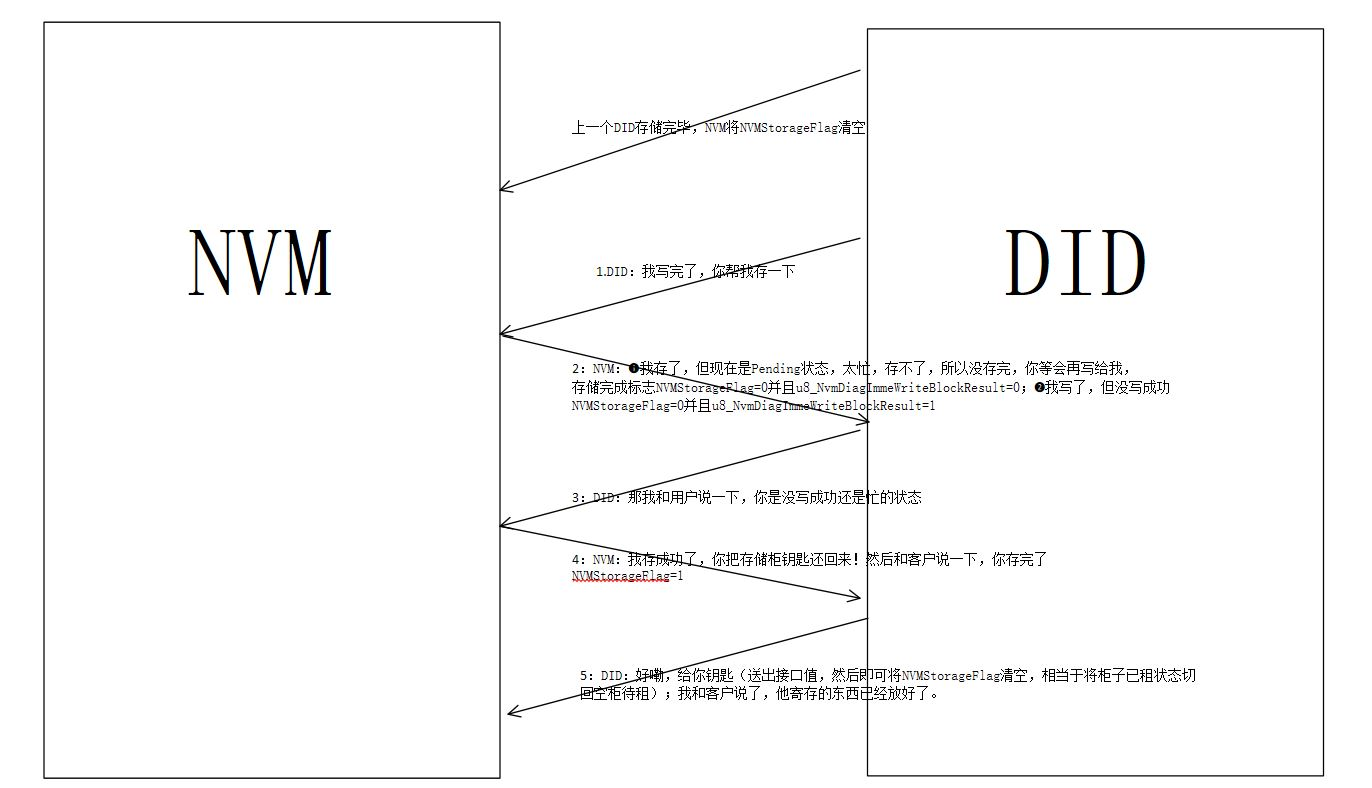 上一个DID存储完毕，NVM将NVMStorageFlag清空
NVM
DID
1.DID：我写完了，你帮我存一下
2：NVM：❶我存了，但现在是Pending状态，太忙，存不了，所以没存完，你等会再写给我，
存储完成标志NVMStorageFlag=0并且u8_NvmDiagImmeWriteBlockResult=0；❷我写了，但没写成功
NVMStorageFlag=0并且u8_NvmDiagImmeWriteBlockResult=1
3：DID：那我和用户说一下，你是没写成功还是忙的状态
4：NVM：我存成功了，你把存储柜钥匙还回来！然后和客户说一下，你存完了
NVMStorageFlag=1
5：DID：好嘞，给你钥匙（送出接口值，然后即可将NVMStorageFlag清空，相当于将柜子已租状态切
回空柜待租）；我和客户说了，他寄存的东西已经放好了。